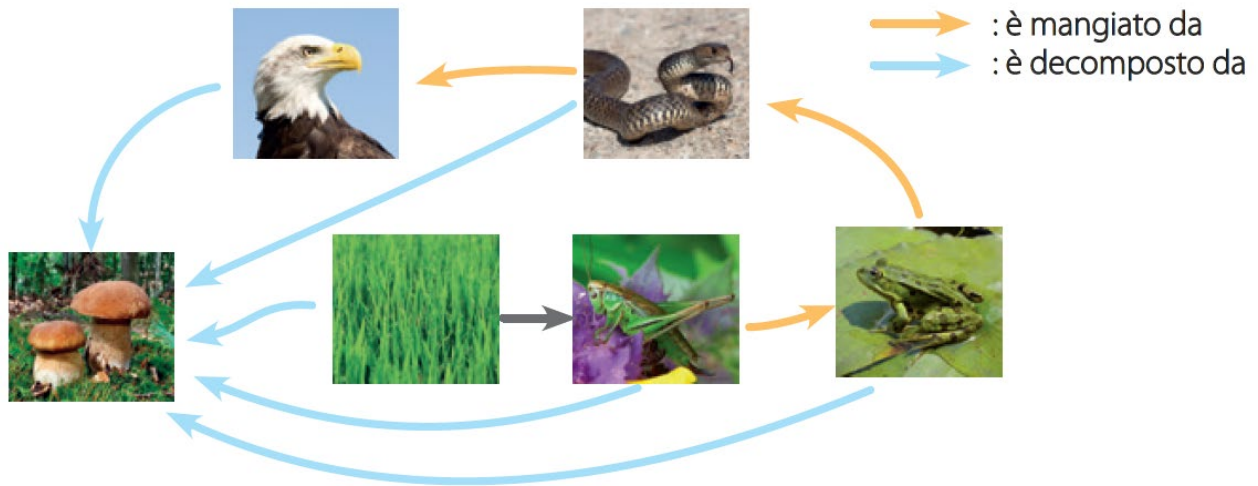 : è mangiato da
: è decomposto da